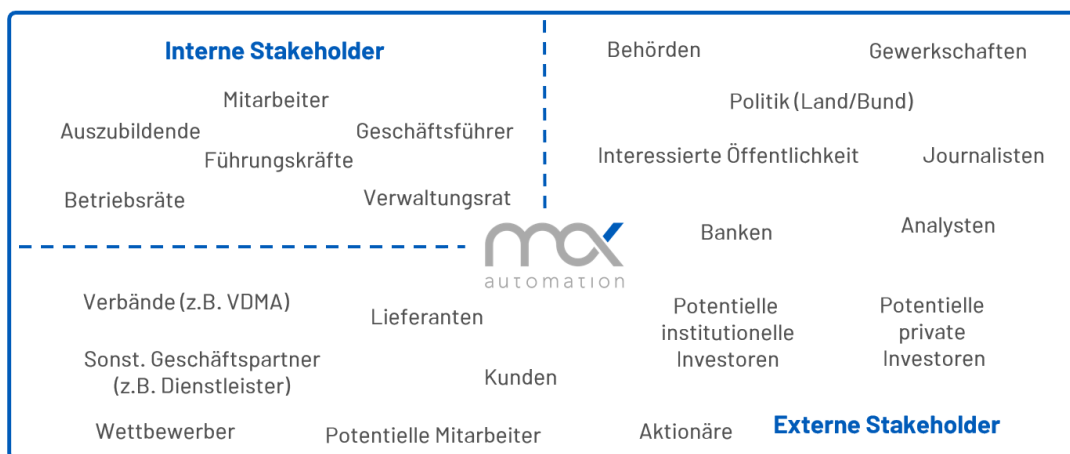 Interne Stakeholder
Mitarbeiter
Auszubildende
Geschäftsführer
Führungskräfte
Betriebsräte
Verwaltungsrat
Behörden
Gewerkschaften
Politik (Land/Bund)
Interessierte Öffentlichkeit
Journalisten
Banken
Analysten
max
automation
Verbände (z.B. VDMA)
Lieferanten
Sonst. Geschäftspartner
(z.B. Dienstleister)
Kunden
Wettbewerber
Potentielle Mitarbeiter
Potentielle
institutionelle
Investoren
Potentielle
private
Investoren
Aktionäre
Externe Stakeholder